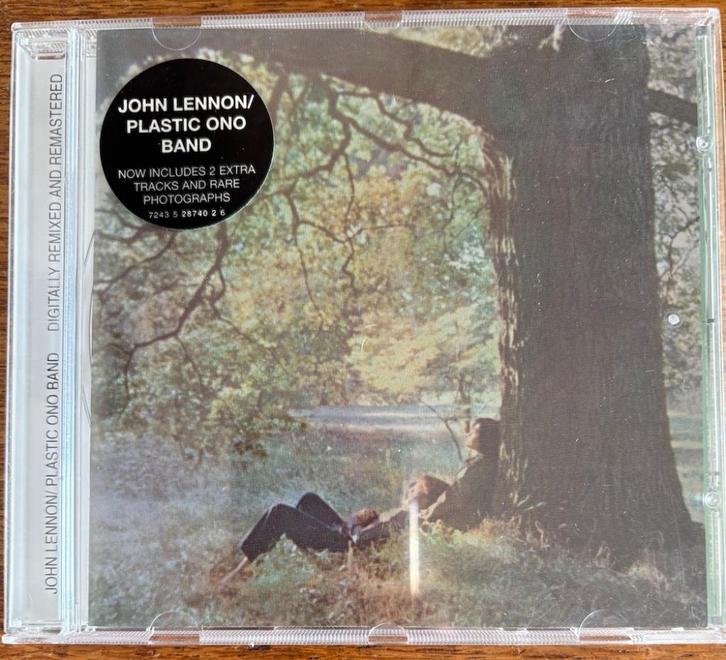 JOHN LENNON/
PLASTIC ONO
BAND
NOW INCLUDES 2 EXTRA
TRACKS AND RARE
PHOTOGRAPHS
7243 5 28740 2 6
JOHN LENNON/ PLASTIC ONO BAND DIGITALLY REMIXED AND REMASTERED